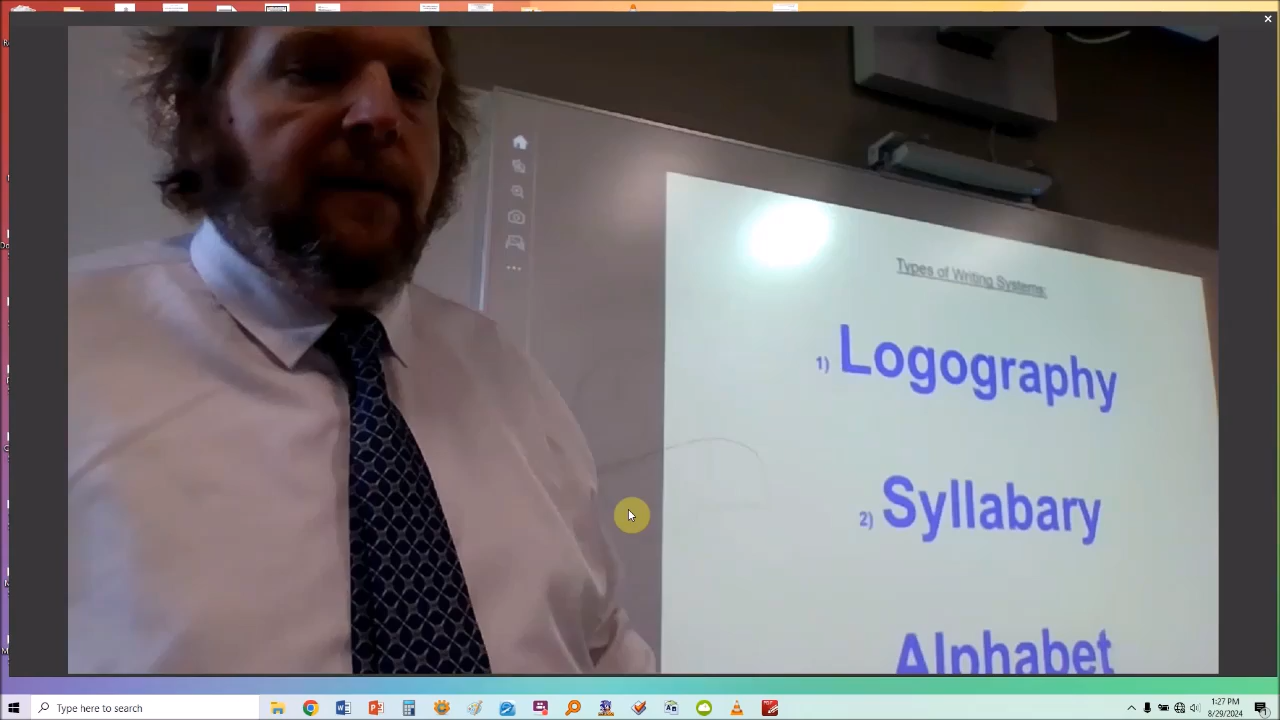 Types of Writing Systems:
1) Logography
2) Syllabary
Alphabet
Type here to search
1:27 PM
8/29/2024